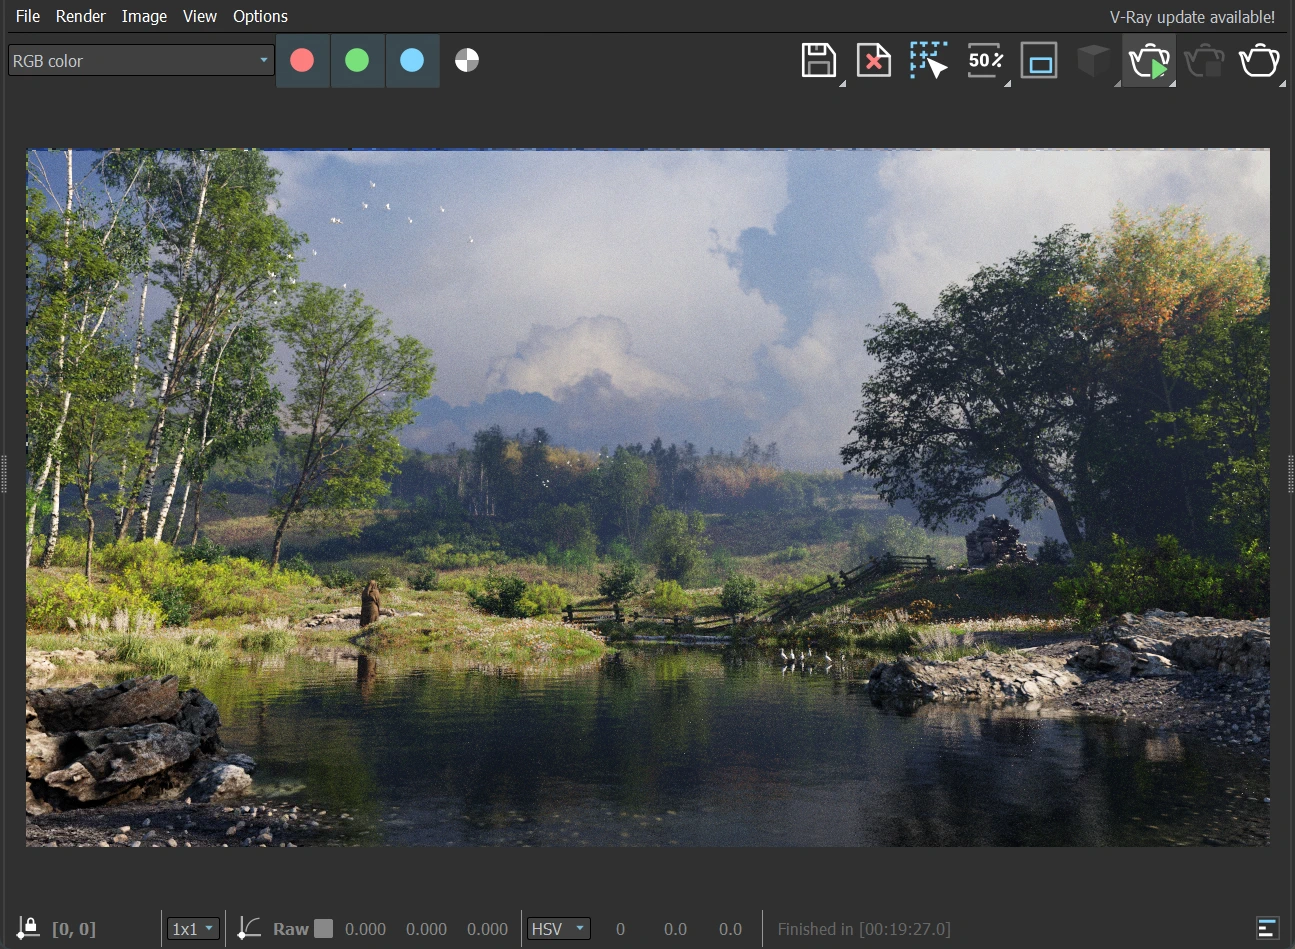 File Render Image View Options V-Ray update available!
RGB color 50%
[0, 0] 1x1 Raw 0.000 0.000 0.000 HSV 0 0.0 0.0 Finished in [00:19:27.0]